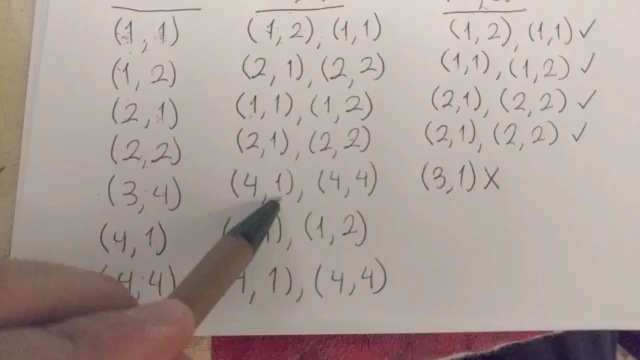 (1,1) (1,2), (1,1) (1,2), (1,1)✓
(1,2) (2,1), (2,2) (1,1), (1,2) ✓
(2,1) (1,1), (1,2) (2,1), (2,2) ✓
(2,2) (2,1), (2,2) (2,1), (2,2) ✓
(3,4) (4,1), (4,4) (3,1) X
(4,1) (1,2)
(4,4) 1), (4,4)